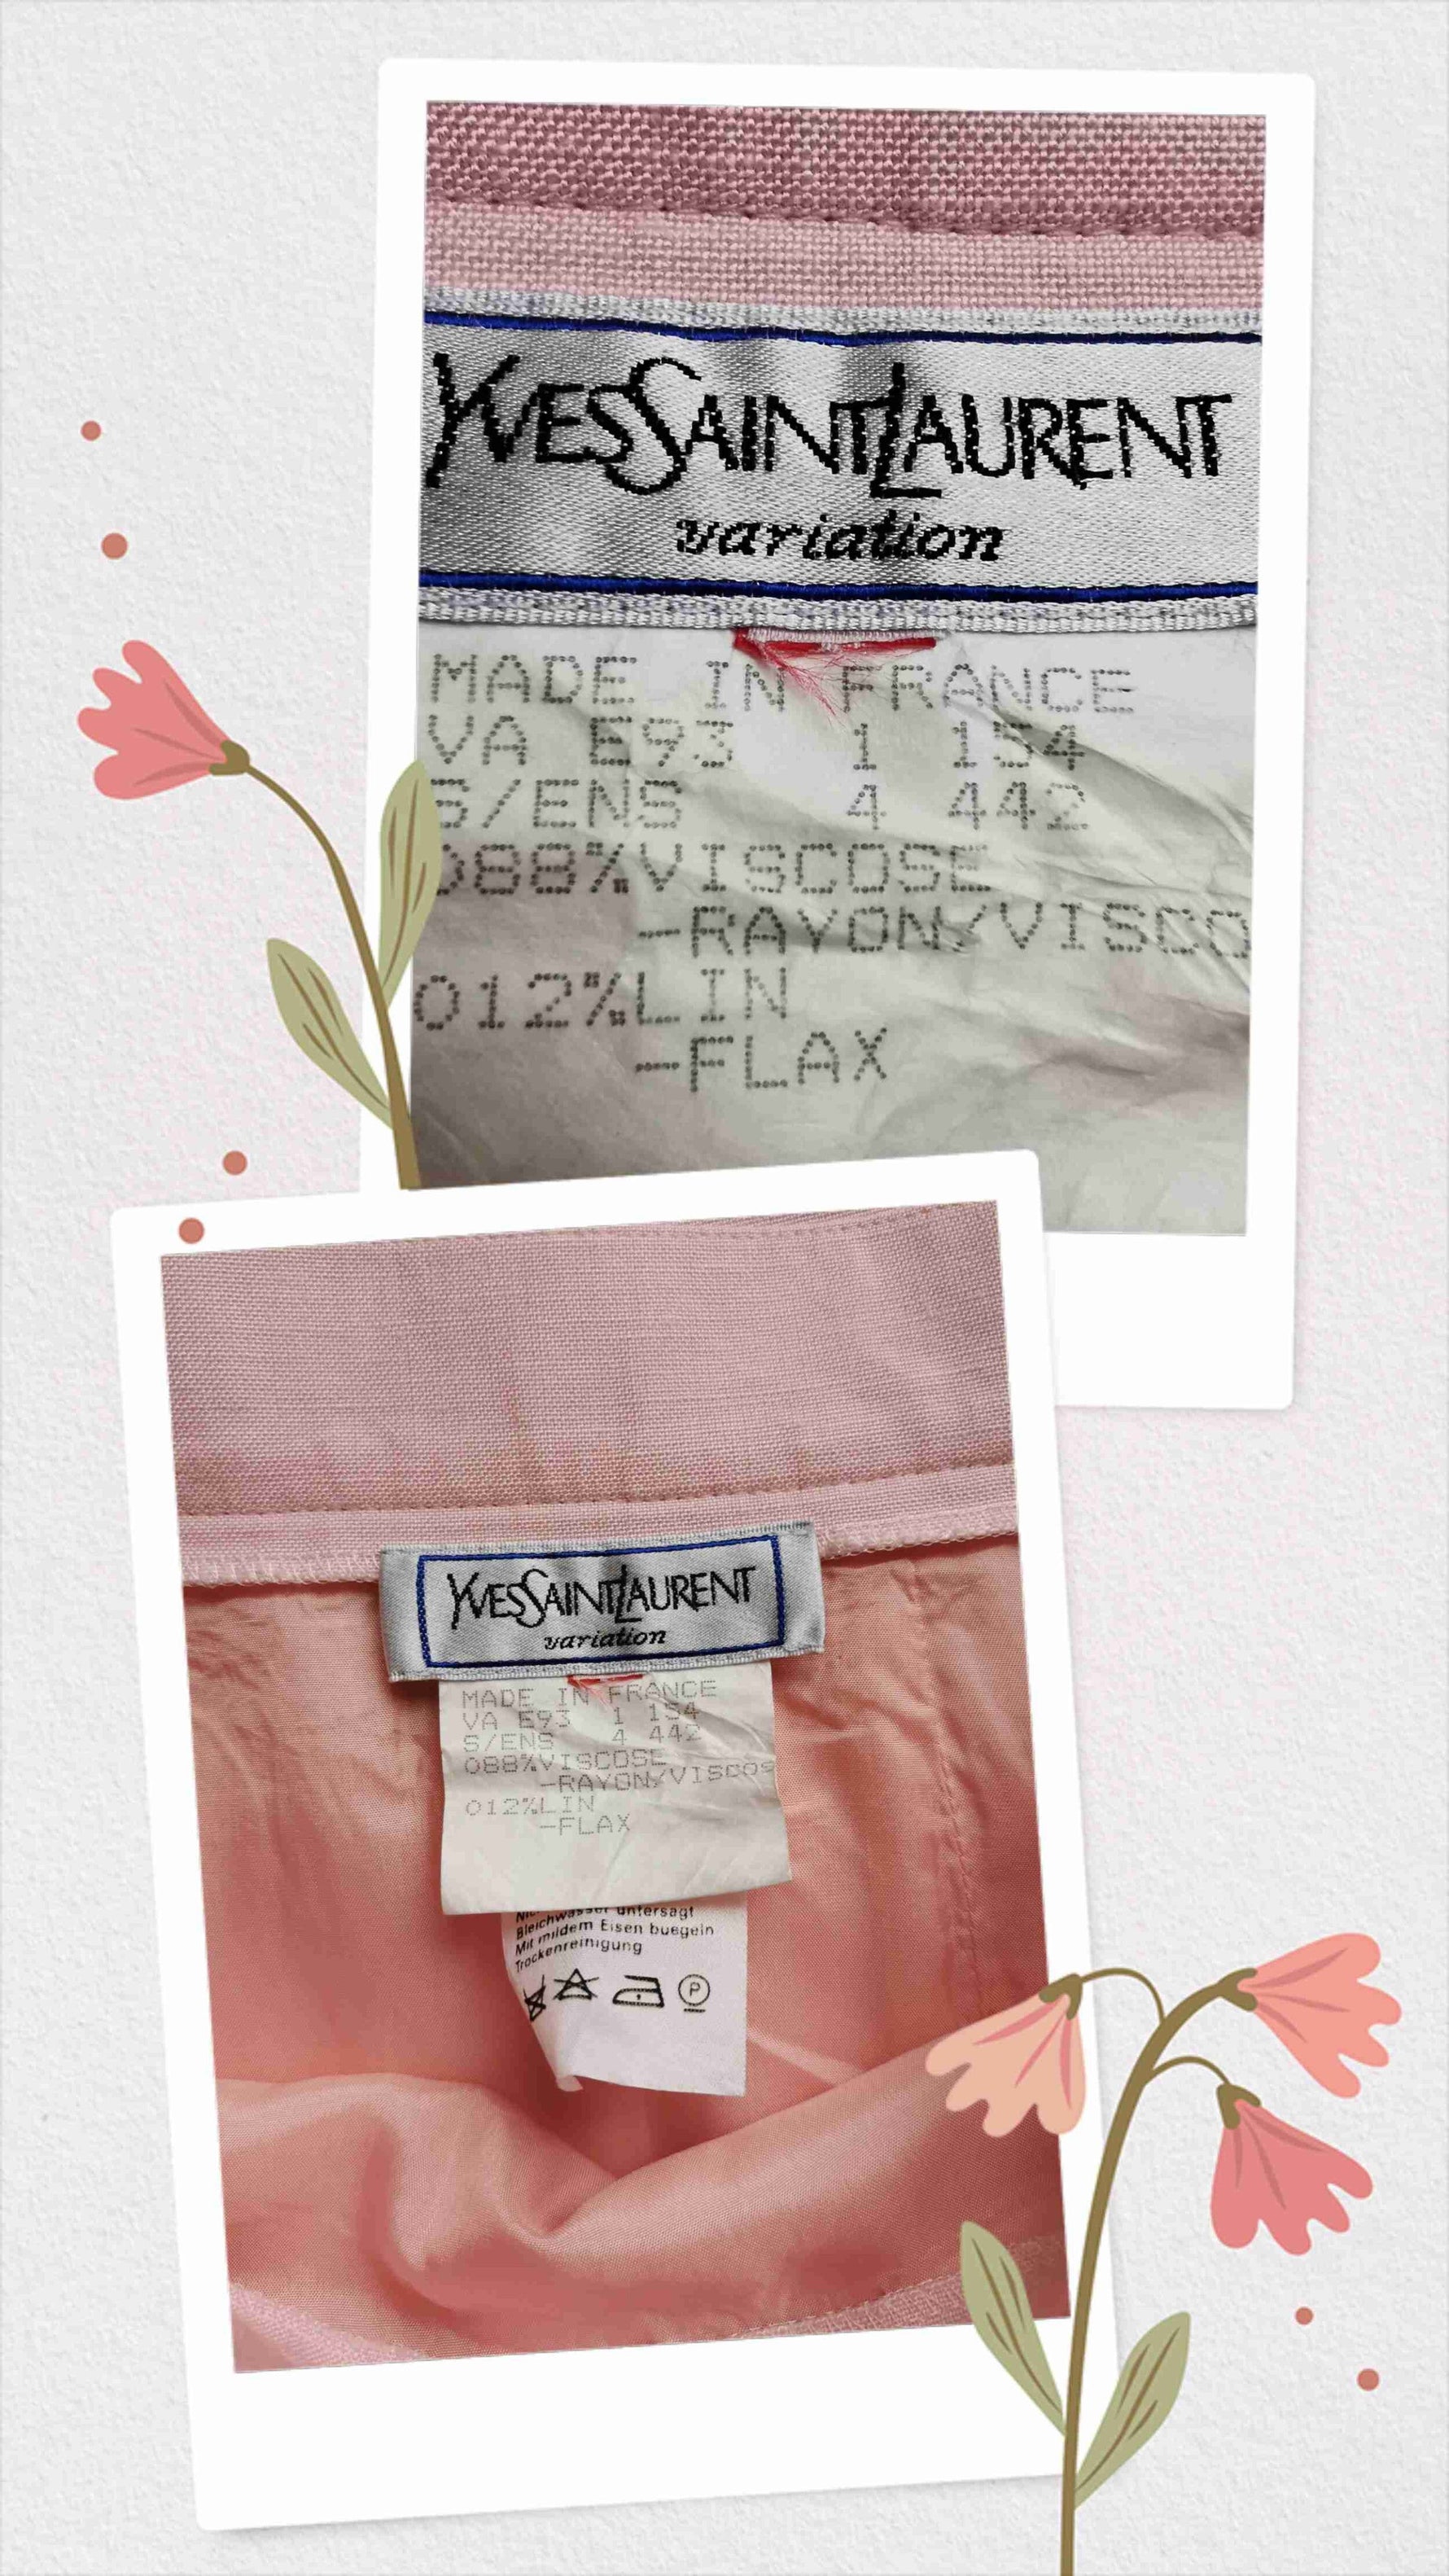 YVESSAINTLAURENT
variation
MADE IN FRANCE
VA E93 1 154
S/ENS 4 442
088%VISCOSE
-RAYON/VISCO
012%LIN
-FLAX
YVESSAINTLAURENT
variation
MADE IN FRANCE
VA E93 1 154
S/ENS 4 442
088%VISCOSE
-RAYON/VISCOS
012%LIN
-FLAX
Bleichwasser untersagt
Mit mildem Eisen buegeln
Trockenreinigung
P